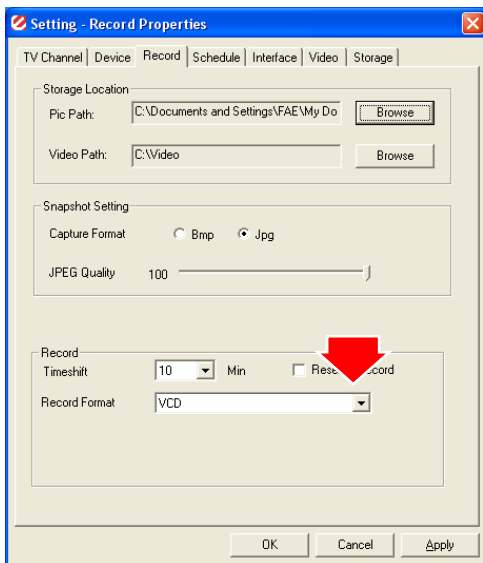 Setting - Record Properties
TV Channel Device Record Schedule Interface Video Storage
Storage Location
Pic Path: C:\Documents and Settings\FAE\My Do Browse
Video Path: C:\Video Browse
Snapshot Setting
Capture Format Bmp Jpg
JPEG Quality 100
Record
Timeshift 10 Min
Record Format VCD
OK Cancel Apply